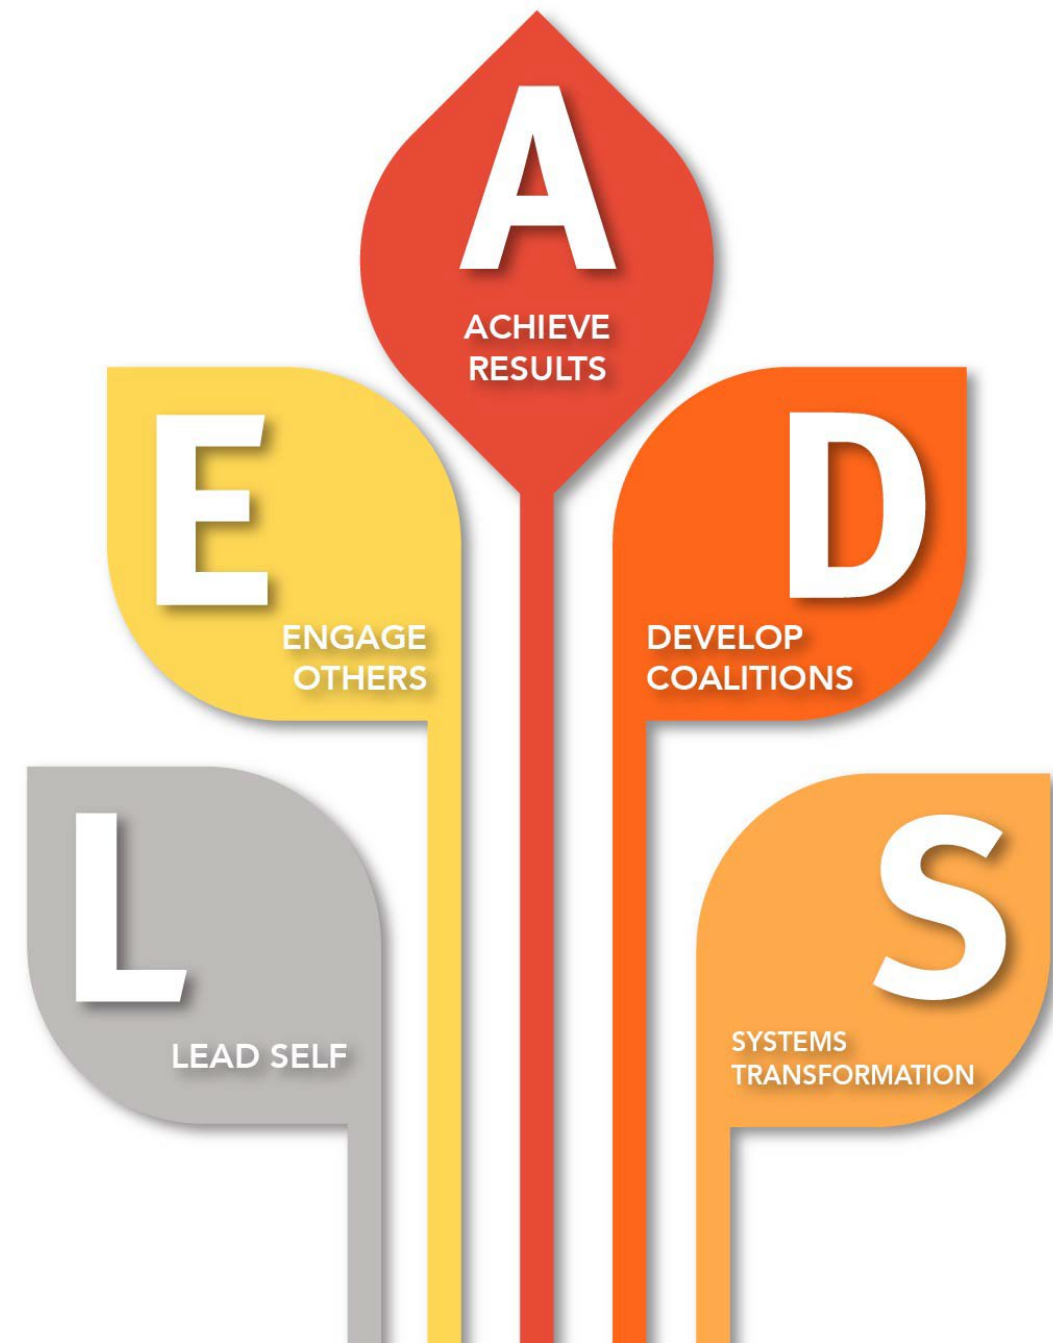 A
ACHIEVE
RESULTS
E
ENGAGE
OTHERS
D
DEVELOP
COALITIONS
L
LEAD SELF
S
SYSTEMS
TRANSFORMATION